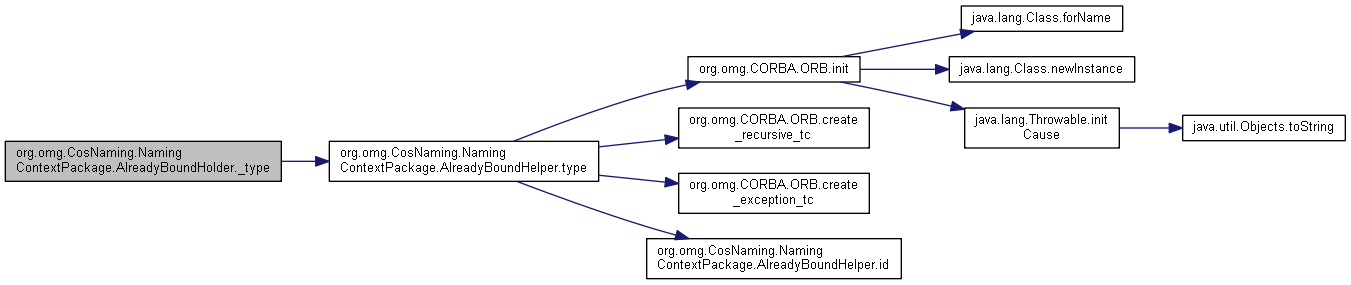 org.omg.CosNaming.Naming
ContextPackage.AlreadyBoundHolder._type
org.omg.CosNaming.Naming
ContextPackage.AlreadyBoundHelper.type
org.omg.CORBA.ORB.init
java.lang.Class.forName
java.lang.Class.newInstance
java.lang.Throwable.init
Cause
java.util.Objects.toString
org.omg.CORBA.ORB.create
_recursive_tc
org.omg.CORBA.ORB.create
_exception_tc
org.omg.CosNaming.Naming
ContextPackage.AlreadyBoundHelper.id